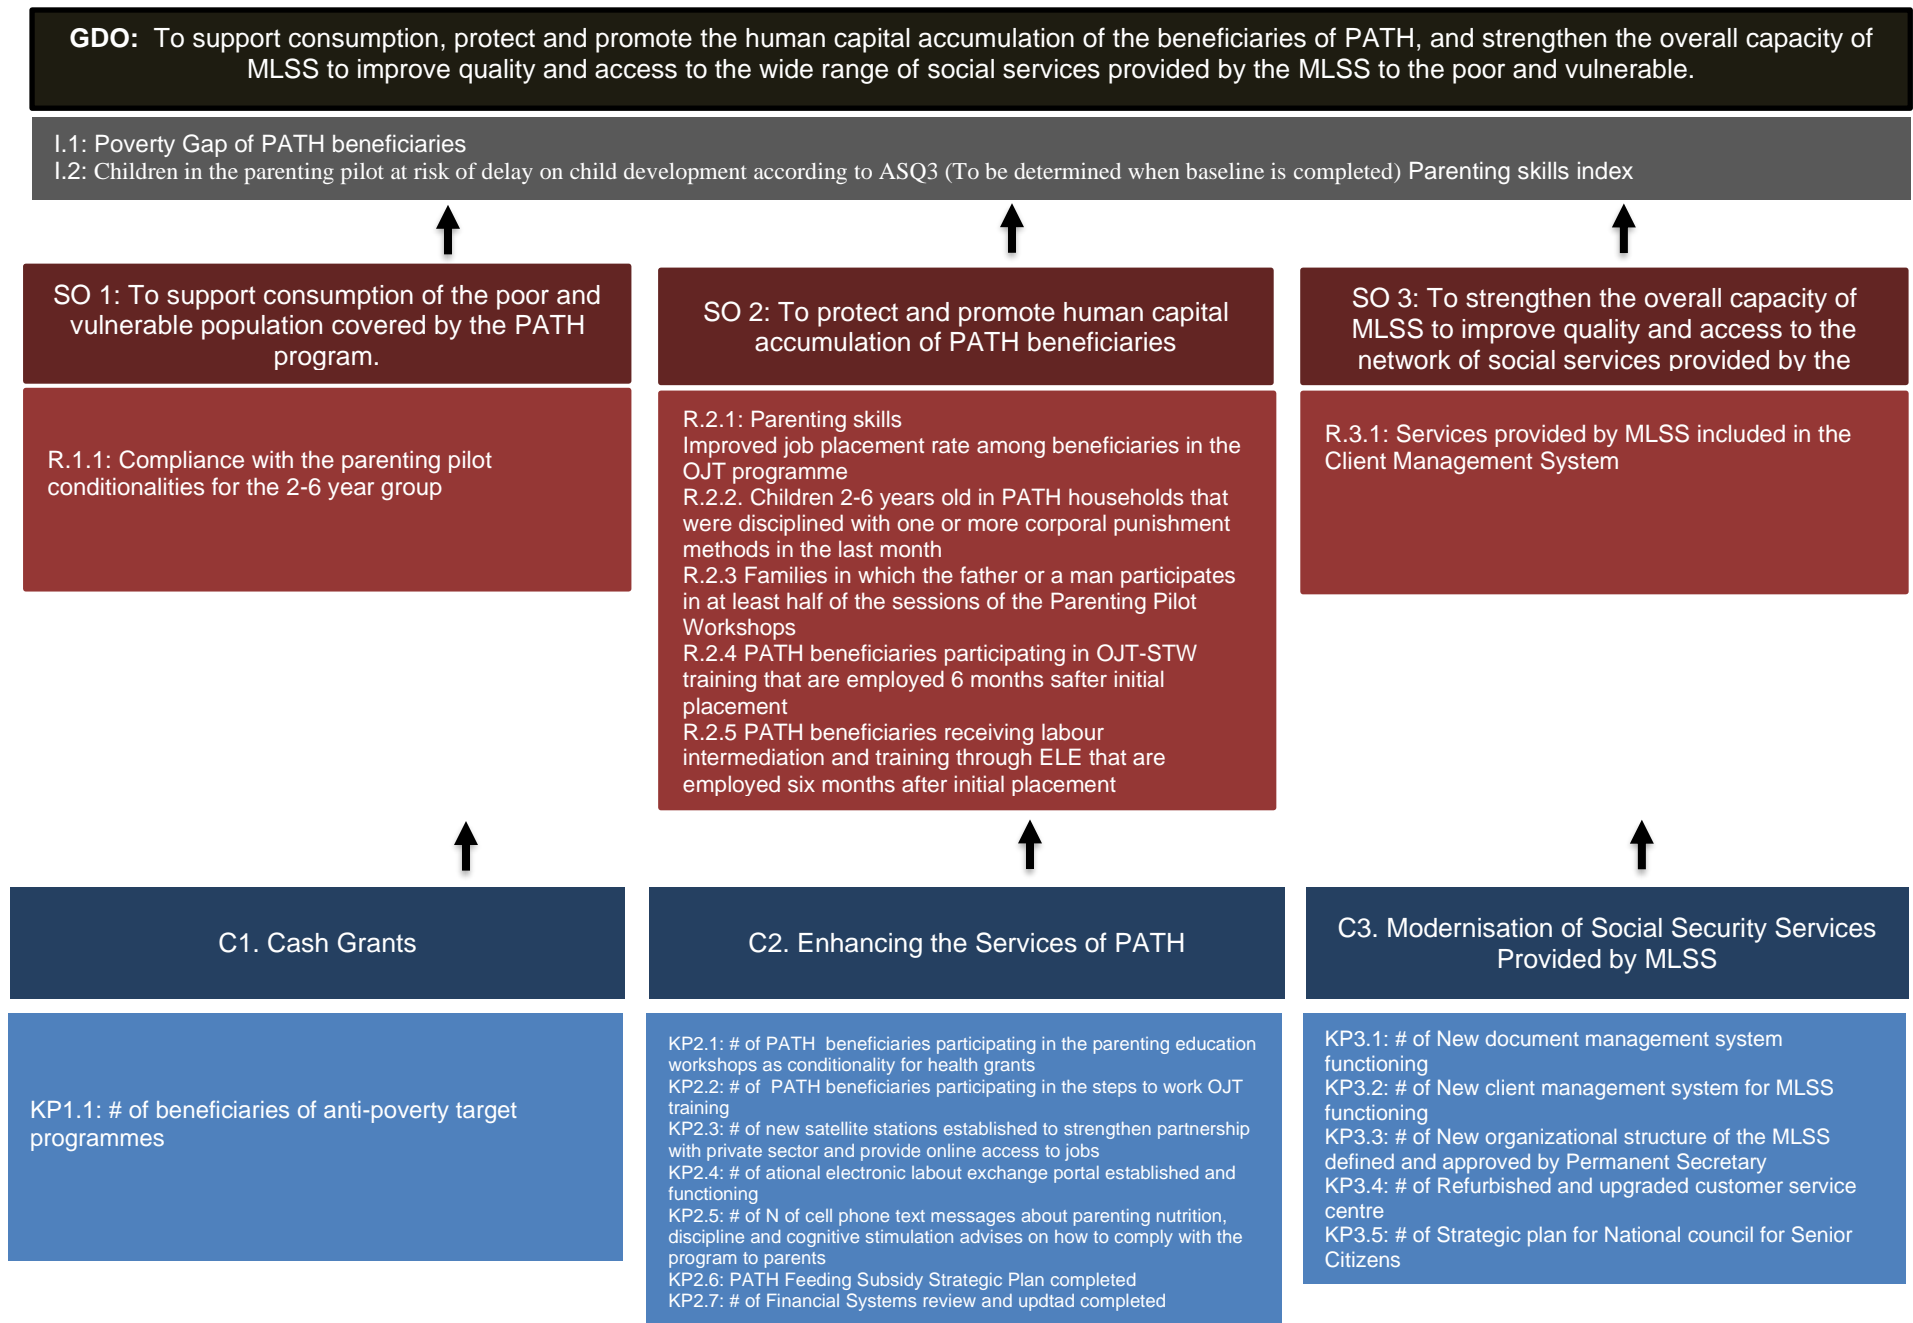 GDO: To support consumption, protect and promote the human capital accumulation of the beneficiaries of PATH, and strengthen the overall capacity of
MLSS to improve quality and access to the wide range of social services provided by the MLSS to the poor and vulnerable.
I.1: Poverty Gap of PATH beneficiaries
I.2: Children in the parenting pilot at risk of delay on child development according to ASQ3 (To be determined when baseline is completed) Parenting skills index
SO 1: To support consumption of the poor and
vulnerable population covered by the PATH
program.
R.1.1: Compliance with the parenting pilot
conditionalities for the 2-6 year group
SO 2: To protect and promote human capital
accumulation of PATH beneficiaries
R.2.1: Parenting skills
Improved job placement rate among beneficiaries in the
OJT programme
R.2.2. Children 2-6 years old in PATH households that
were disciplined with one or more corporal punishment
methods in the last month
R.2.3 Families in which the father or a man participates
in at least half of the sessions of the Parenting Pilot
Workshops
R.2.4 PATH beneficiaries participating in OJT-STW
training that are employed 6 months safter initial
placement
R.2.5 PATH beneficiaries receiving labour
intermediation and training through ELE that are
employed six months after initial placement
SO 3: To strengthen the overall capacity of
MLSS to improve quality and access to the
network of social services provided by the
R.3.1: Services provided by MLSS included in the
Client Management System
C1. Cash Grants
KP1.1: # of beneficiaries of anti-poverty target
programmes
C2. Enhancing the Services of PATH
KP2.1: # of PATH beneficiaries participating in the parenting education
workshops as conditionality for health grants
KP2.2: # of PATH beneficiaries participating in the steps to work OJT
training
KP2.3: # of new satellite stations established to strengthen partnership
with private sector and provide online access to jobs
KP2.4: # of ational electronic labout exchange portal established and
functioning
KP2.5: # of N of cell phone text messages about parenting nutrition,
discipline and cognitive stimulation advises on how to comply with the
program to parents
KP2.6: PATH Feeding Subsidy Strategic Plan completed
KP2.7: # of Financial Systems review and updtad completed
C3. Modernisation of Social Security Services
Provided by MLSS
KP3.1: # of New document management system
functioning
KP3.2: # of New client management system for MLSS
functioning
KP3.3: # of New organizational structure of the MLSS
defined and approved by Permanent Secretary
KP3.4: # of Refurbished and upgraded customer service
centre
KP3.5: # of Strategic plan for National council for Senior
Citizens